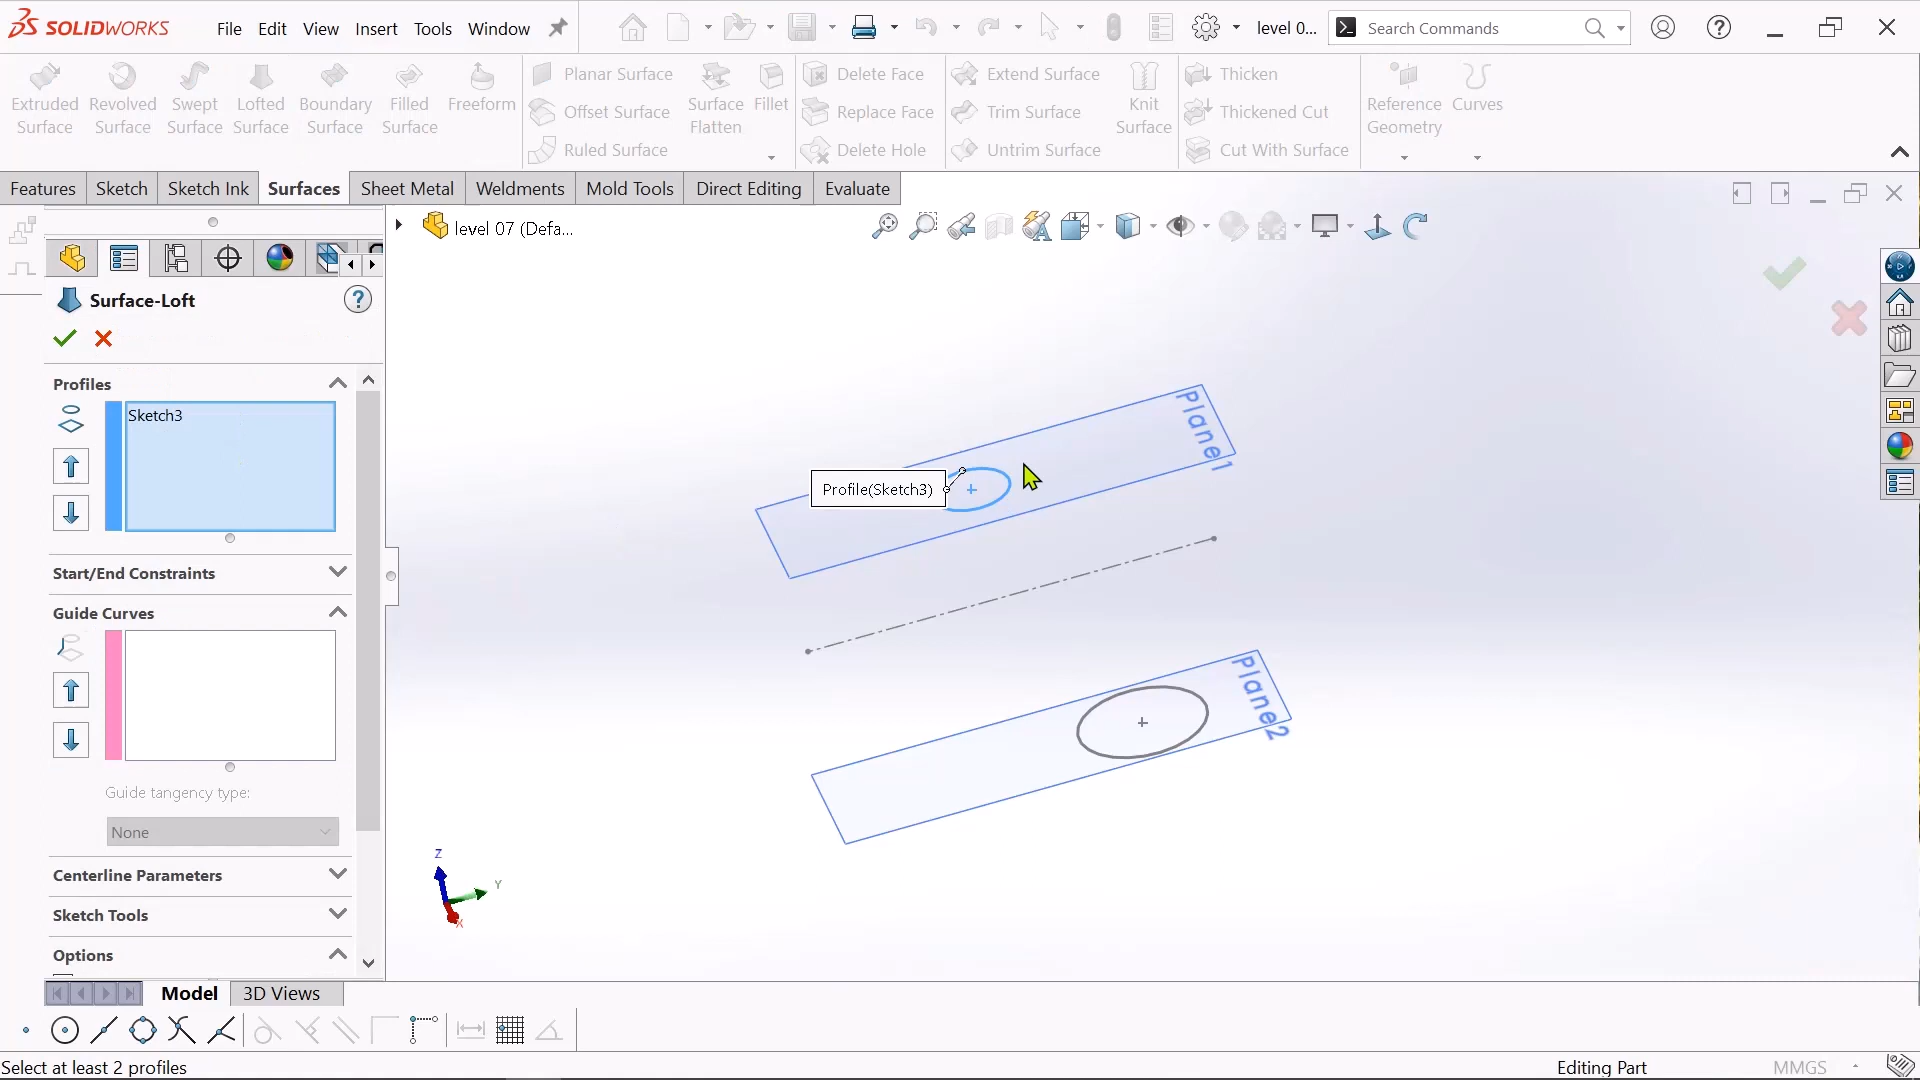 SOLIDWORKS File Edit View Insert Tools Window level 0... Search Commands
Extruded Surface
Revolved Surface
Swept Surface
Lofted Surface
Boundary Surface
Filled Surface
Freeform
Planar Surface
Offset Surface
Ruled Surface
Surface Flatten
Fillet
Delete Face
Replace Face
Delete Hole
Extend Surface
Trim Surface
Untrim Surface
Knit Surface
Thicken
Thickened Cut
Cut With Surface
Reference Geometry
Curves
Features Sketch Sketch Ink Surfaces Sheet Metal Weldments Mold Tools Direct Editing Evaluate
level 07 (Defa...
Surface-Loft
Profiles
Sketch3
Start/End Constraints
Guide Curves
Guide tangency type:
None
Centerline Parameters
Sketch Tools
Options
Plane1
Profile(Sketch3)
Plane2
Z
Y
X
Model 3D Views
Select at least 2 profiles
Editing Part
MMGS